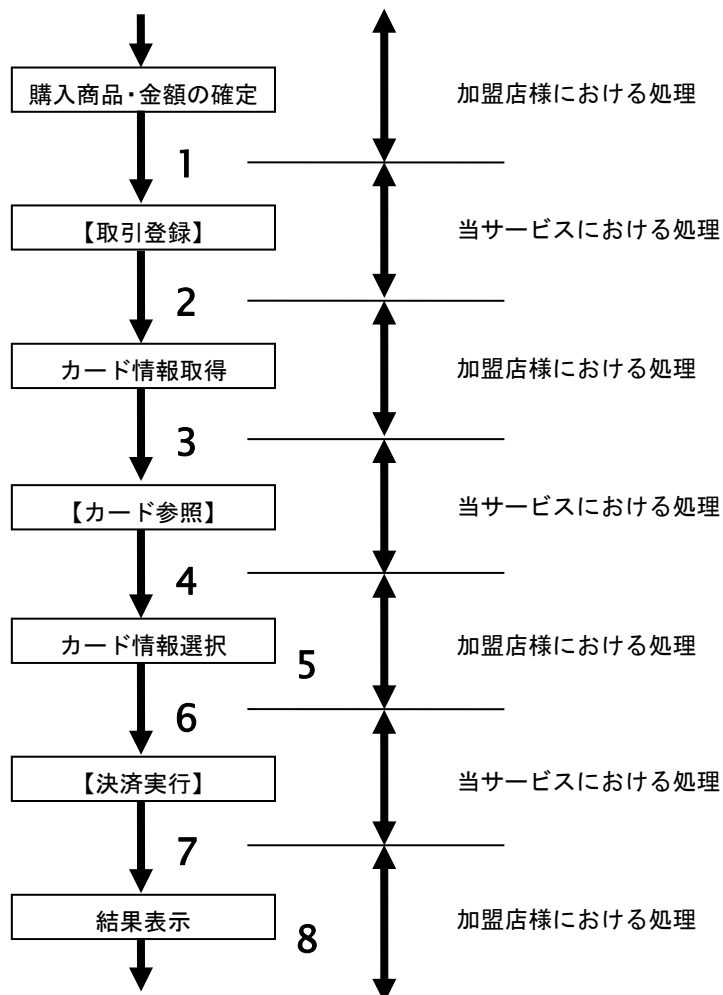 購入商品・金額の確定
加盟店様における処理
1
【取引登録】
当サービスにおける処理
2
カード情報取得
加盟店様における処理
3
【カード参照】
当サービスにおける処理
4
カード情報選択
5
加盟店様における処理
6
【決済実行】
当サービスにおける処理
7
結果表示
8
加盟店様における処理